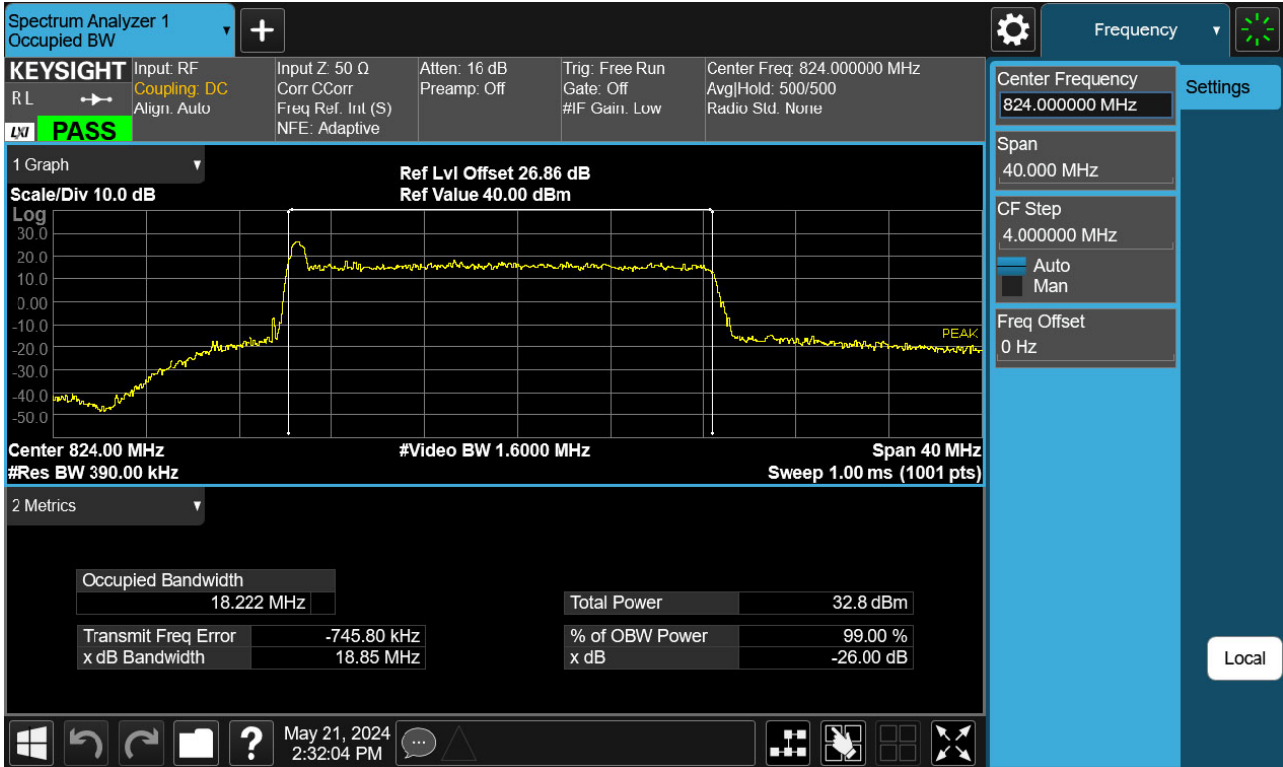 Spectrum Analyzer 1
Occupied BW
Frequency
KEYSIGHT
R L
LXI
PASS
Input: RF
Coupling: DC
Align: Auto
Input Z: 50 Ω
Corr CCorr
Freq Ref: Int (S)
NFE: Adaptive
Atten: 16 dB
Preamp: Off
Trig: Free Run
Gate: Off
#IF Gain: Low
Center Freq: 824.000000 MHz
Avg|Hold: 500/500
Radio Std: None
Center Frequency
824.000000 MHz
Settings
Span
40.000 MHz
CF Step
4.000000 MHz
Auto
Man
Freq Offset
0 Hz
Local
1 Graph
Scale/Div 10.0 dB
Ref Lvl Offset 26.86 dB
Ref Value 40.00 dBm
Log
30.0
20.0
10.0
0.00
-10.0
-20.0
-30.0
-40.0
-50.0
PEAK
Center 824.00 MHz
#Video BW 1.6000 MHz
Span 40 MHz
#Res BW 390.00 kHz
Sweep 1.00 ms (1001 pts)
2 Metrics
Occupied Bandwidth
18.222 MHz
Total Power 32.8 dBm
Transmit Freq Error -745.80 kHz
% of OBW Power 99.00 %
x dB Bandwidth 18.85 MHz
x dB -26.00 dB
?
May 21, 2024
2:32:04 PM